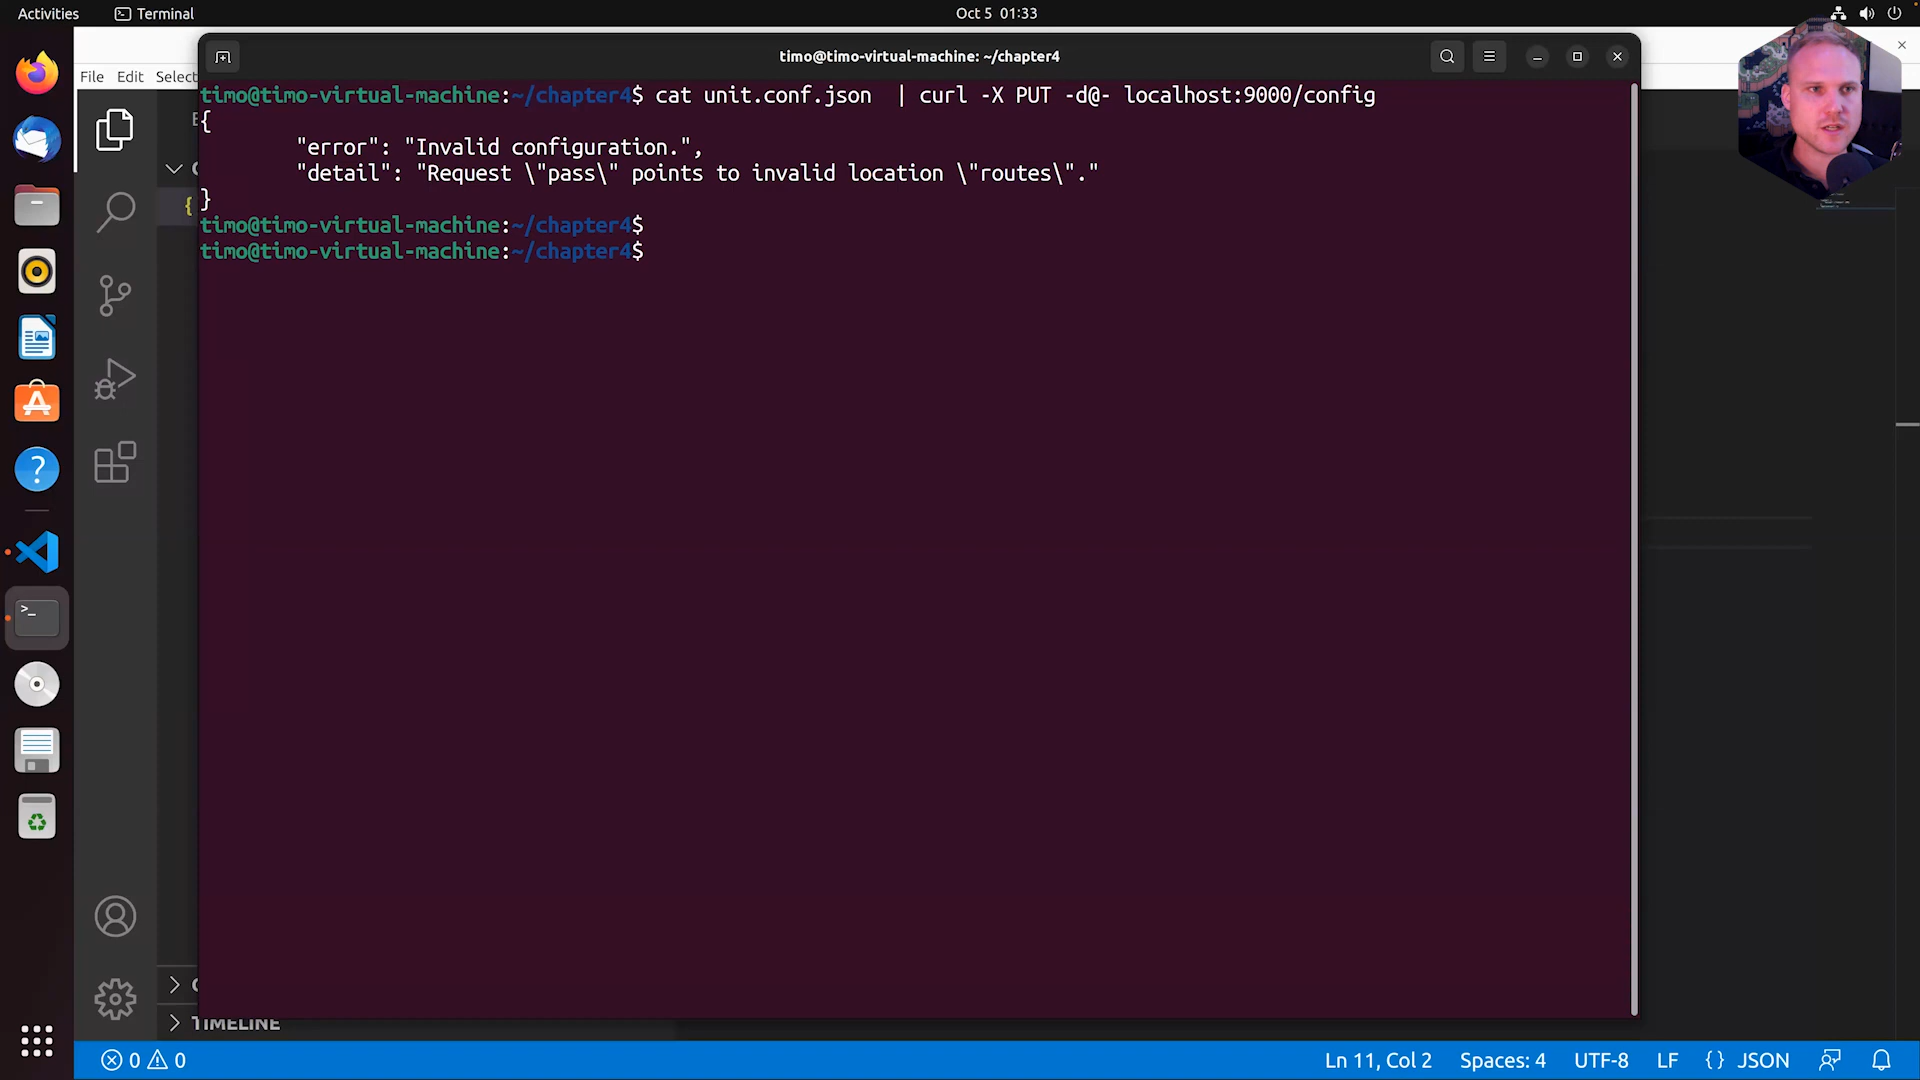 Activities
Terminal
Oct 5 01:33
File Edit Select
timo@timo-virtual-machine: ~/chapter4
timo@timo-virtual-machine:~/chapter4$ cat unit.conf.json  | curl -X PUT -d@- localhost:9000/config
{
"error": "Invalid configuration.",
"detail": "Request \"pass\" points to invalid location \"routes\"."
}
timo@timo-virtual-machine:~/chapter4$
timo@timo-virtual-machine:~/chapter4$
{
TIMELINE
0 0
Ln 11, Col 2
Spaces: 4
UTF-8
LF
{} JSON